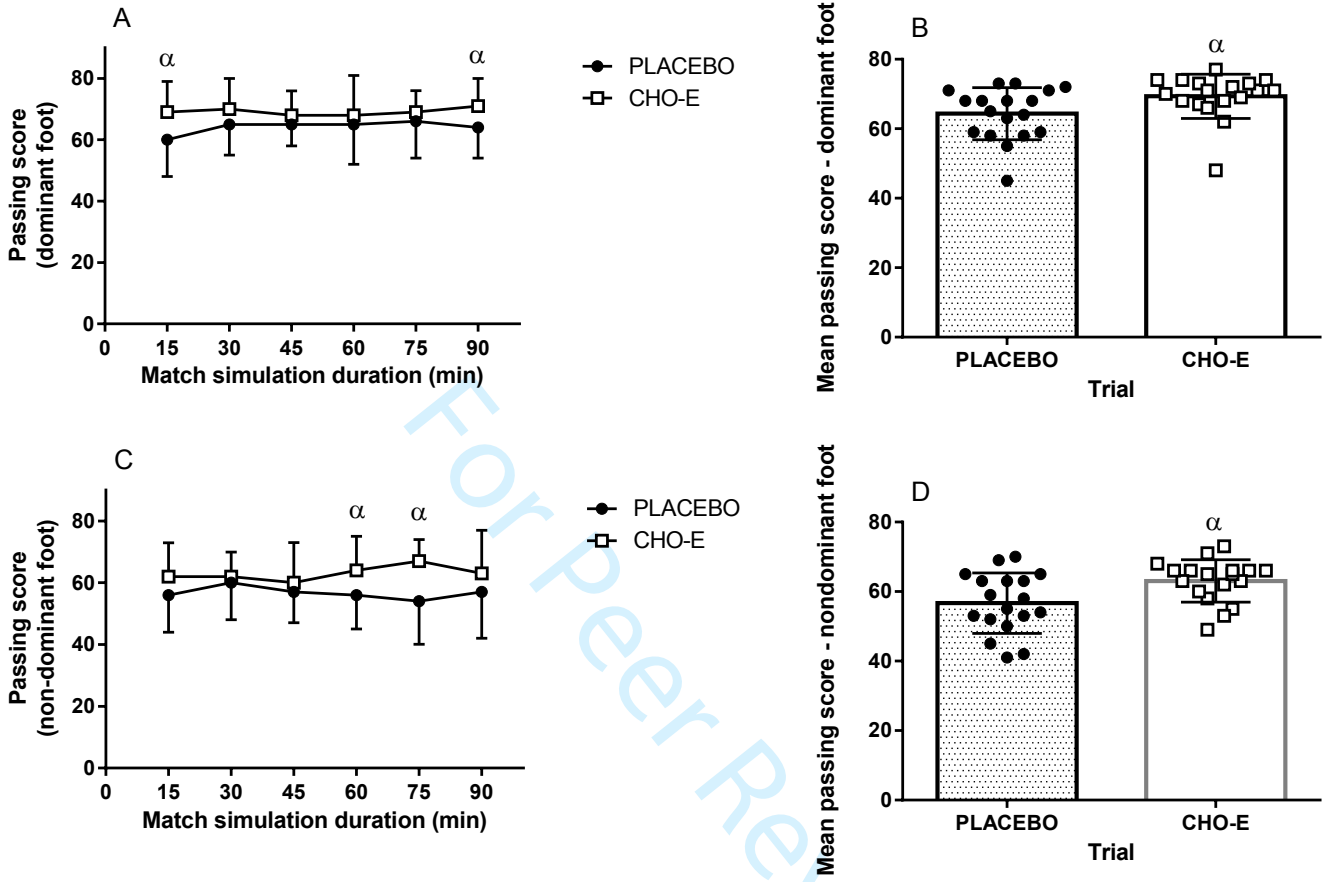 A
α
α
80
60
40
20
0
0
15
30
45
60
75
90
Passing score
(dominant foot)
Match simulation duration (min)
PLACEBO
CHO-E
B
α
80
60
40
20
0
Mean passing score - dominant foot
PLACEBO
CHO-E
Trial
C
α
α
80
60
40
20
0
0
15
30
45
60
75
90
Passing score
(non-dominant foot)
Match simulation duration (min)
PLACEBO
CHO-E
D
α
80
60
40
20
0
Mean passing score - nondominant foot
PLACEBO
CHO-E
Trial
For Peer Rev